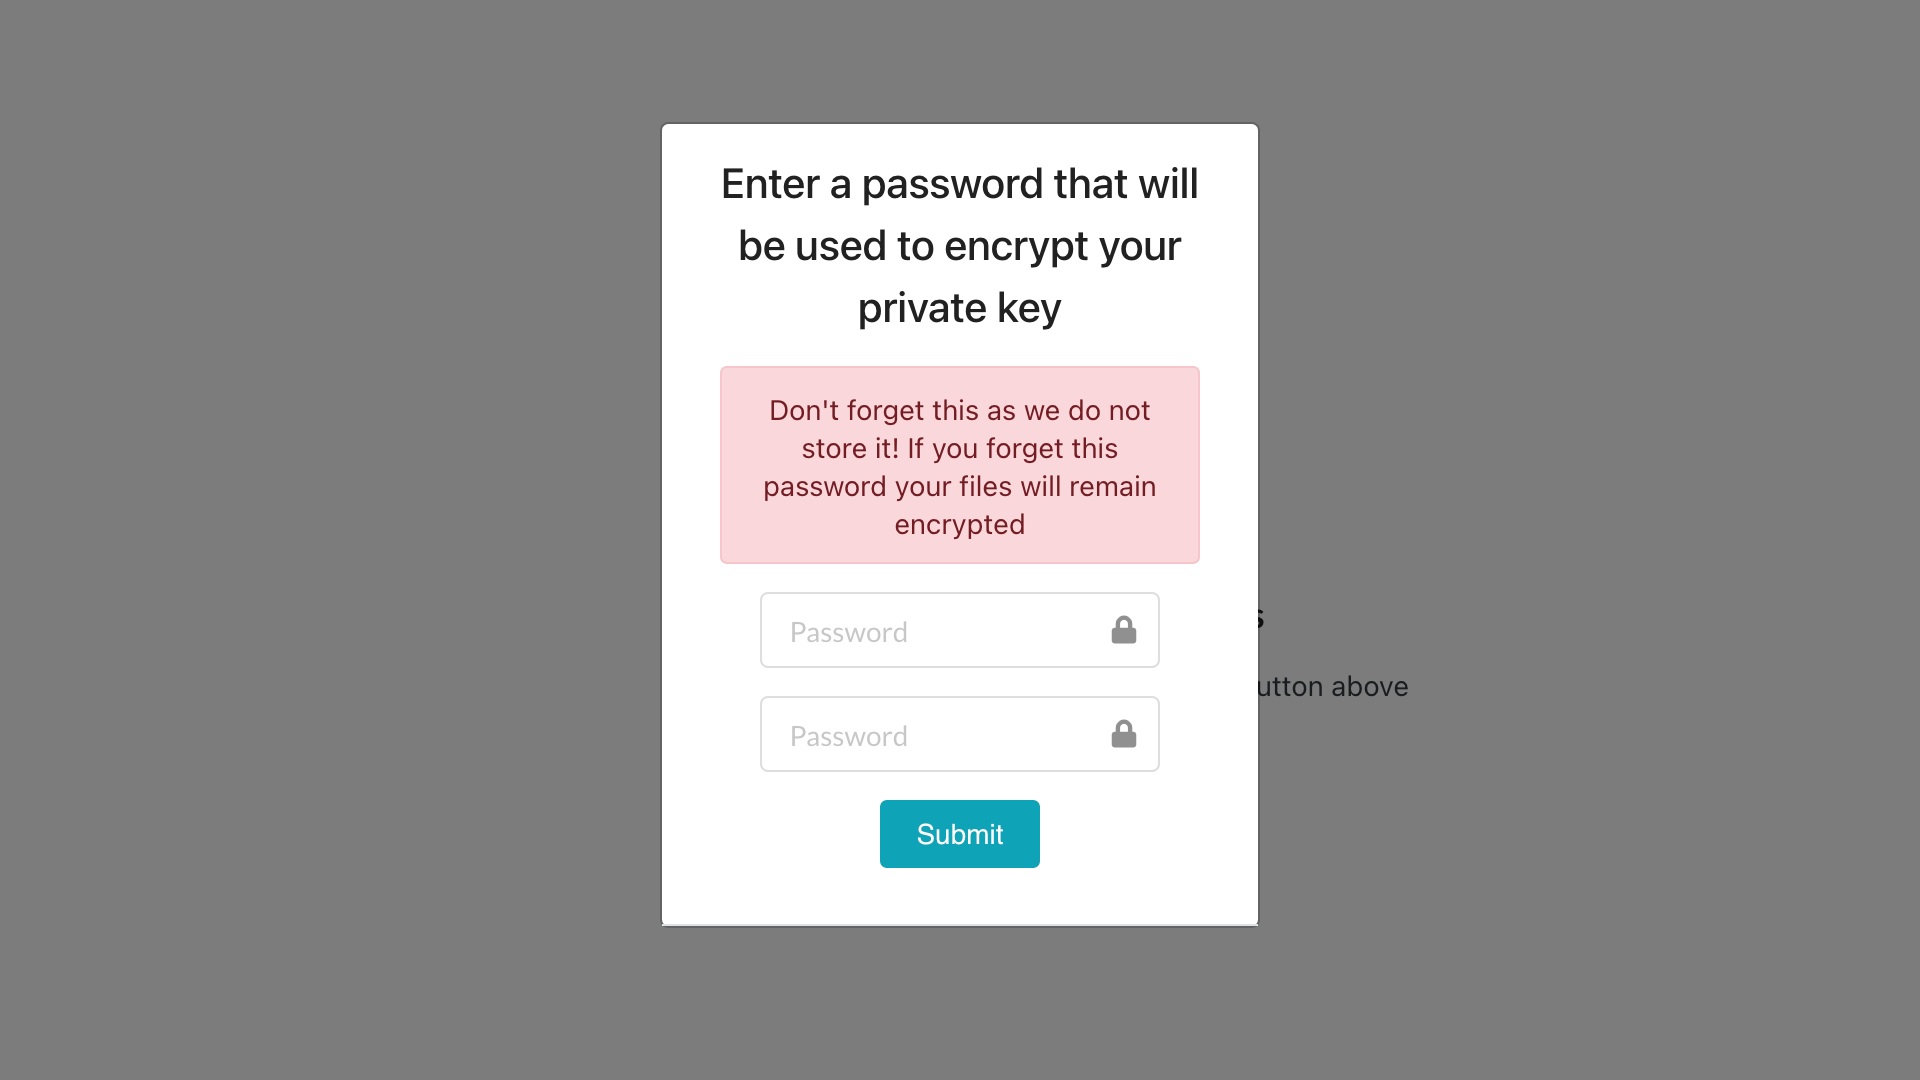 Enter a password that will
be used to encrypt your
private key
Don't forget this as we do not
store it! If you forget this
password your files will remain
encrypted
Password
above
Password
Submit